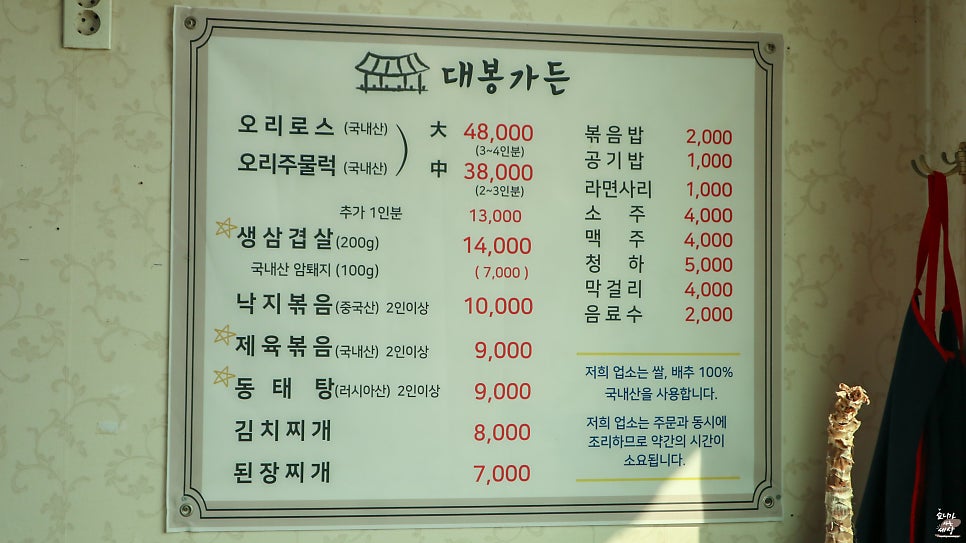 대봉가든
오리로스 (국내산) 大 48,000
(3~4인분)
오리주물럭 (국내산) 中 38,000
(2~3인분)
추가 1인분 13,000
생삼겹살(200g) 14,000
국내산 암퇘지 (100g) ( 7,000 )
낙지볶음(중국산) 2인이상 10,000
제육볶음(국내산) 2인이상 9,000
동태탕(러시아산) 2인이상 9,000
김치찌개 8,000
된장찌개 7,000
볶음밥 2,000
공기밥 1,000
라면사리 1,000
소주 4,000
맥주 4,000
청하 5,000
막걸리 4,000
음료수 2,000
저희 업소는 쌀, 배추 100%
국내산을 사용합니다.
저희 업소는 주문과 동시에
조리하므로 약간의 시간이
소요됩니다.